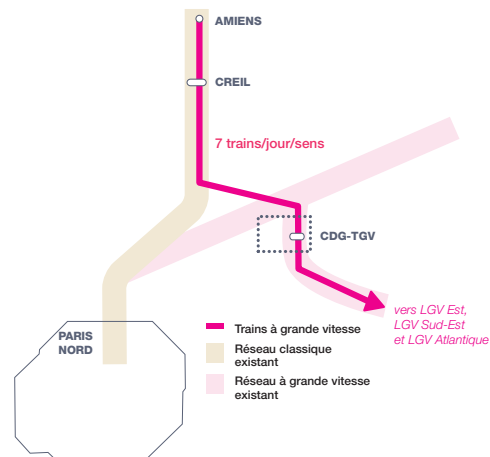 AMIENS
CREIL
7 trains/jour/sens
CDG-TGV
vers LGV Est,
LGV Sud-Est
et LGV Atlantique
PARIS
NORD
Trains à grande vitesse
Réseau classique
existant
Réseau à grande vitesse
existant